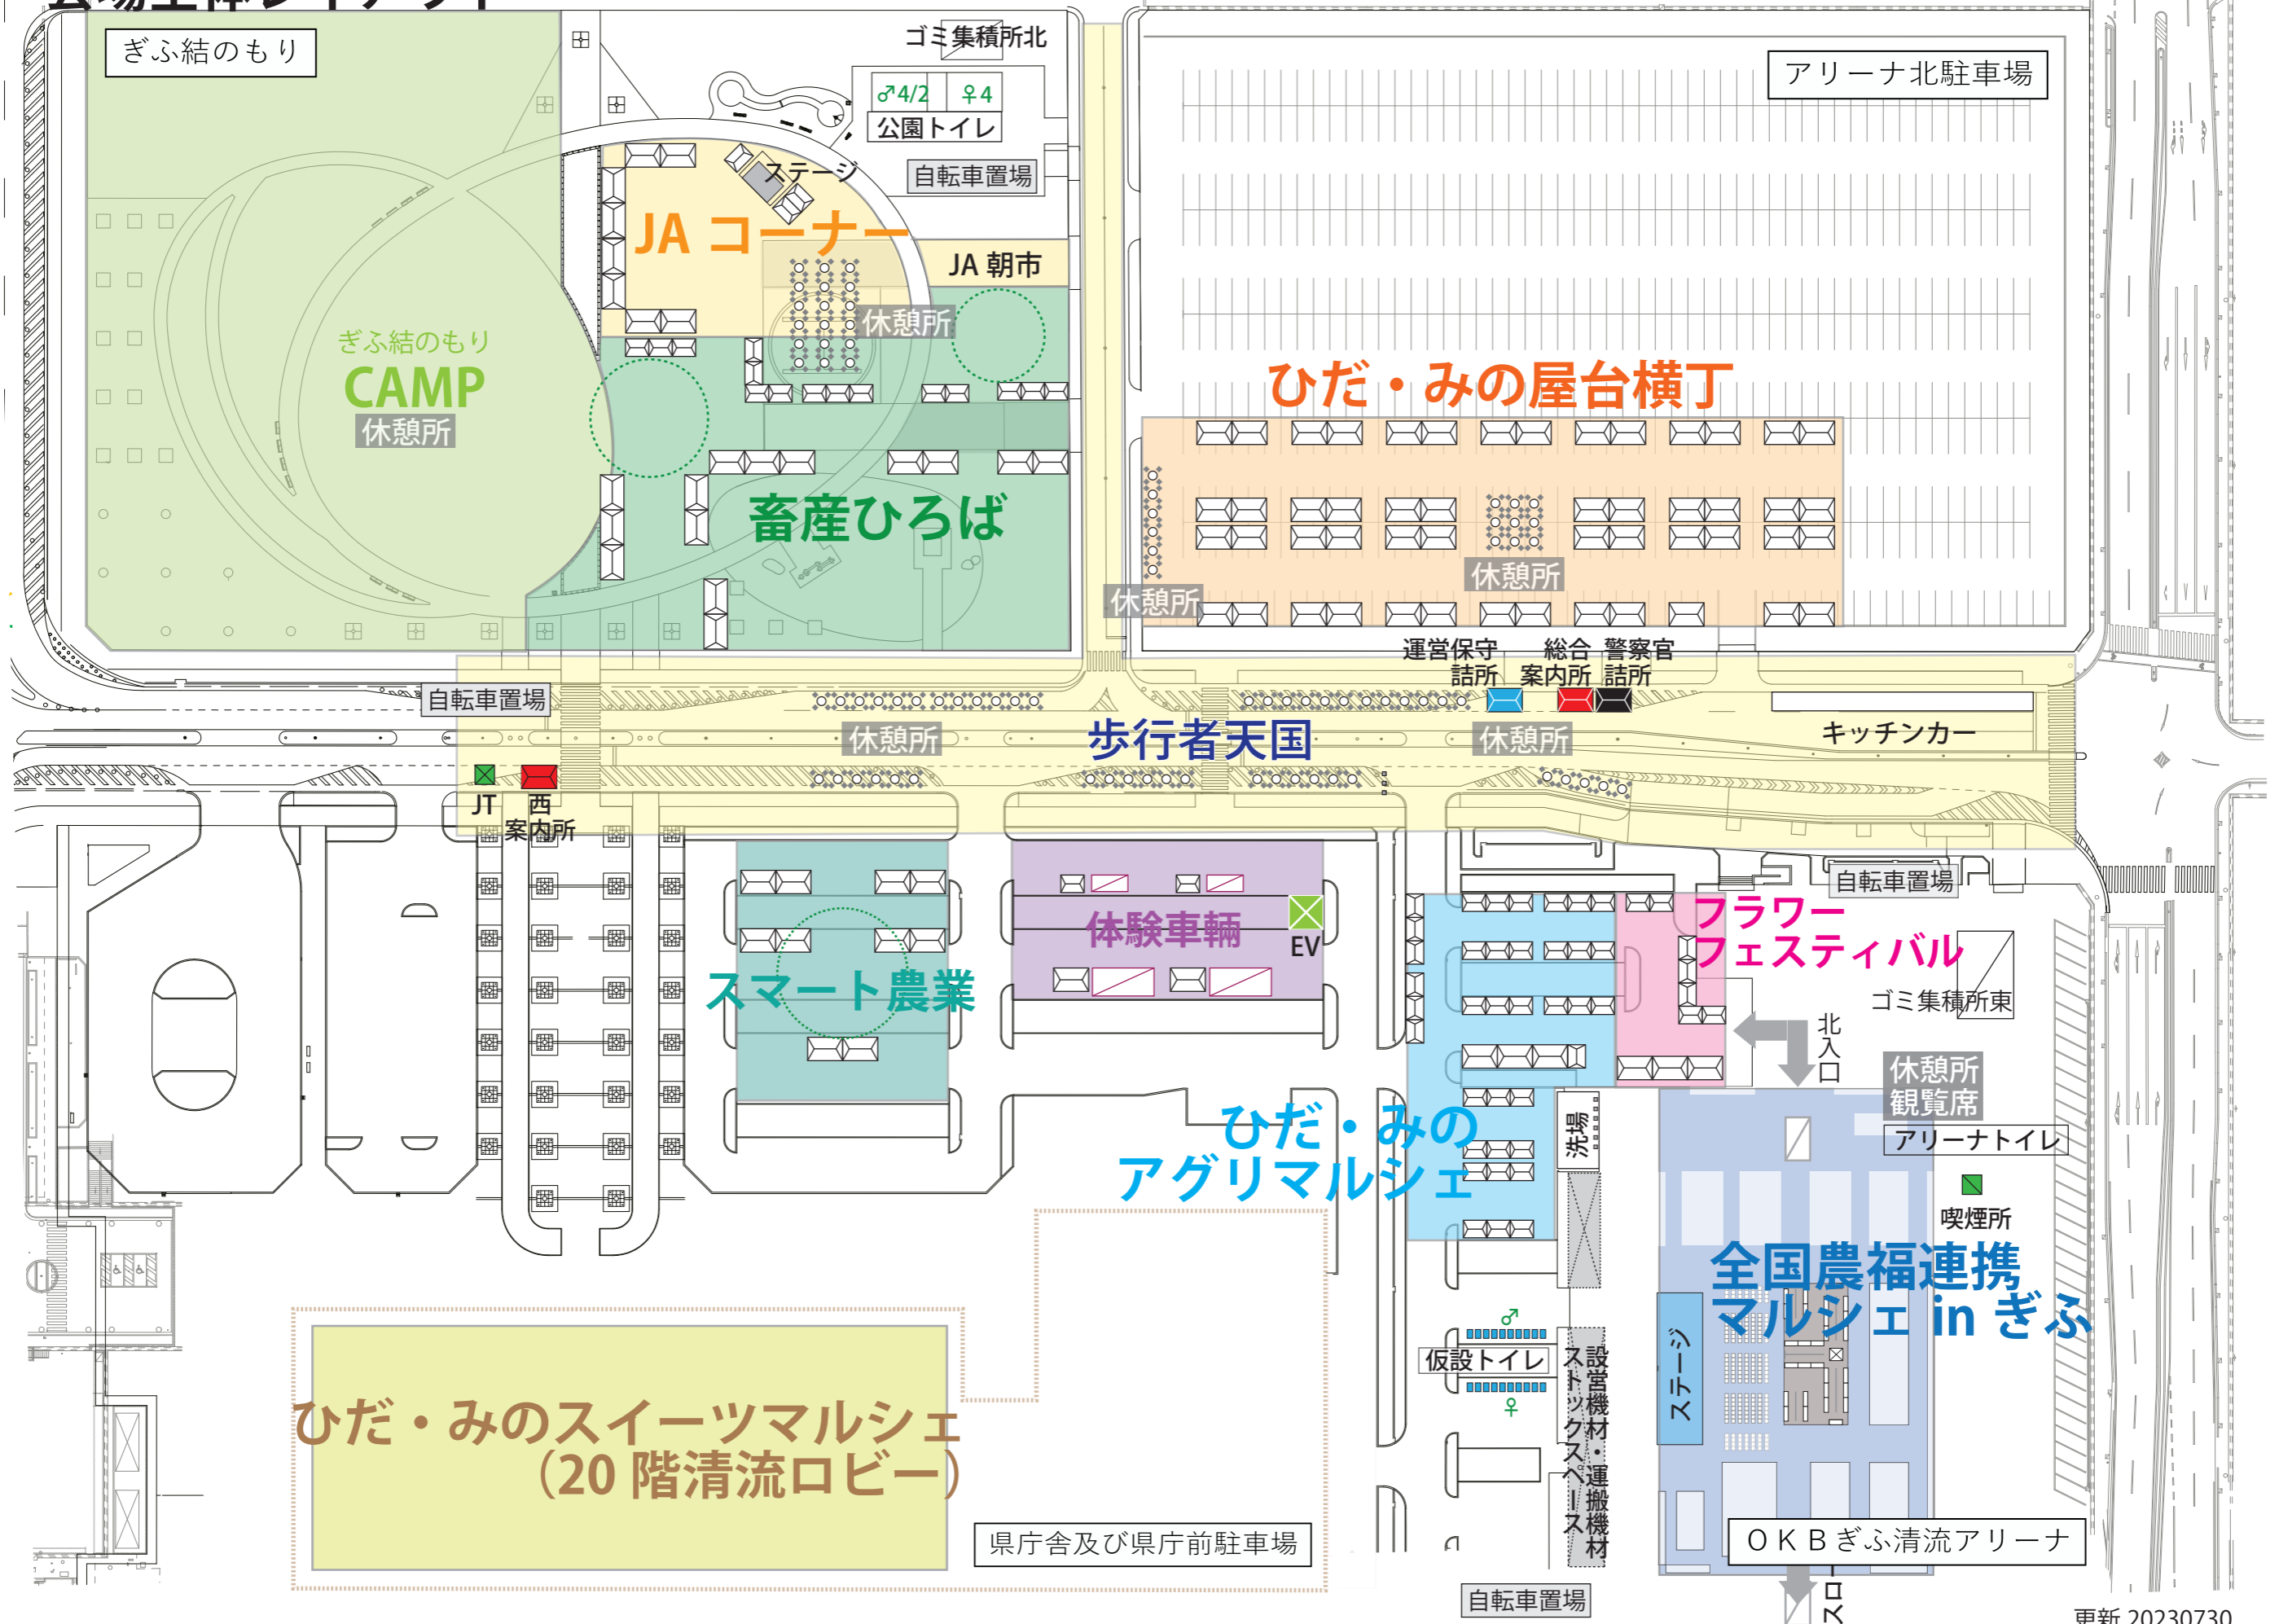 会場全体レイアウト
ぎふ結のもり
ゴミ集積所北
♂4/2 ♀4
公園トイレ
自転車置場
アリーナ北駐車場
ステージ
JA コーナー
JA 朝市
休憩所
ぎふ結のもり
CAMP
休憩所
畜産ひろば
ひだ・みの屋台横丁
休憩所
休憩所
運営保守
詰所
総合
案内所
警察官
詰所
自転車置場
休憩所
歩行者天国
休憩所
キッチンカー
JT
西
案内所
スマート農業
体験車輌
EV
自転車置場
フラワー
フェスティバル
ゴミ集積所東
北入口
休憩所
観覧席
アリーナトイレ
喫煙所
ひだ・みの
アグリマルシェ
洗場
全国農福連携
マルシェ in ぎふ
ステージ
♂
仮設トイレ
♀
設営機材・運搬機材
ストックスペース
ひだ・みのスイーツマルシェ
（20 階清流ロビー）
県庁舎及び県庁前駐車場
ＯＫＢぎふ清流アリーナ
自転車置場
スロ
更新 20230730